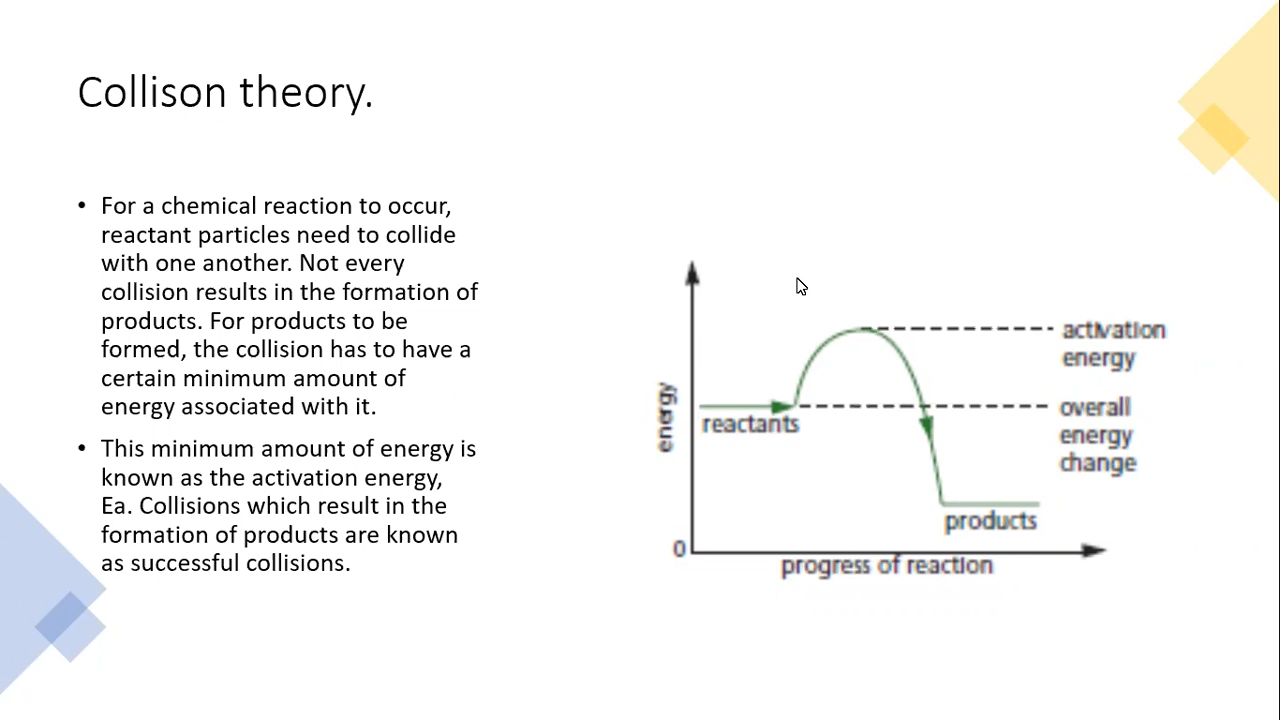 Collison theory.
• For a chemical reaction to occur,
reactant particles need to collide
with one another. Not every
collision results in the formation of
products. For products to be
formed, the collision has to have a
certain minimum amount of
energy associated with it.
• This minimum amount of energy is
known as the activation energy,
Ea. Collisions which result in the
formation of products are known
as successful collisions.
energy
reactants
activation
energy
overall
energy
change
products
0
progress of reaction